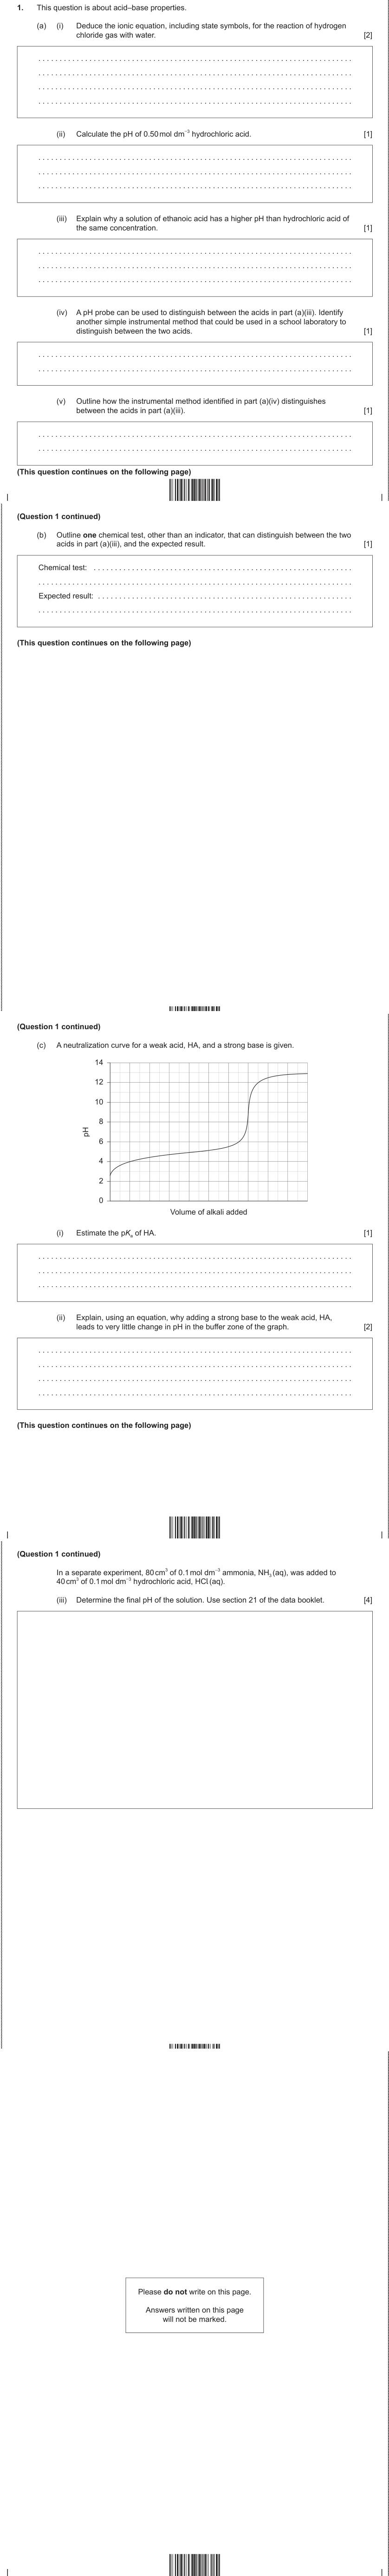 1. This question is about acid–base properties.
(a) (i) Deduce the ionic equation, including state symbols, for the reaction of hydrogen
chloride gas with water. [2]
(ii) Calculate the pH of 0.50 mol dm⁻³ hydrochloric acid. [1]
(iii) Explain why a solution of ethanoic acid has a higher pH than hydrochloric acid of
the same concentration. [1]
(iv) A pH probe can be used to distinguish between the acids in part (a)(iii). Identify
another simple instrumental method that could be used in a school laboratory to
distinguish between the two acids. [1]
(v) Outline how the instrumental method identified in part (a)(iv) distinguishes
between the acids in part (a)(iii). [1]
(This question continues on the following page)
(Question 1 continued)
(b) Outline one chemical test, other than an indicator, that can distinguish between the two
acids in part (a)(iii), and the expected result. [1]
Chemical test:
Expected result:
(This question continues on the following page)
(Question 1 continued)
(c) A neutralization curve for a weak acid, HA, and a strong base is given.
14
12
10
8
pH
6
4
2
0
Volume of alkali added
(i) Estimate the pKₐ of HA. [1]
(ii) Explain, using an equation, why adding a strong base to the weak acid, HA,
leads to very little change in pH in the buffer zone of the graph. [2]
(This question continues on the following page)
(Question 1 continued)
In a separate experiment, 80 cm³ of 0.1 mol dm⁻³ ammonia, NH₃ (aq), was added to
40 cm³ of 0.1 mol dm⁻³ hydrochloric acid, HCl (aq).
(iii) Determine the final pH of the solution. Use section 21 of the data booklet. [4]
Please do not write on this page.
Answers written on this page
will not be marked.